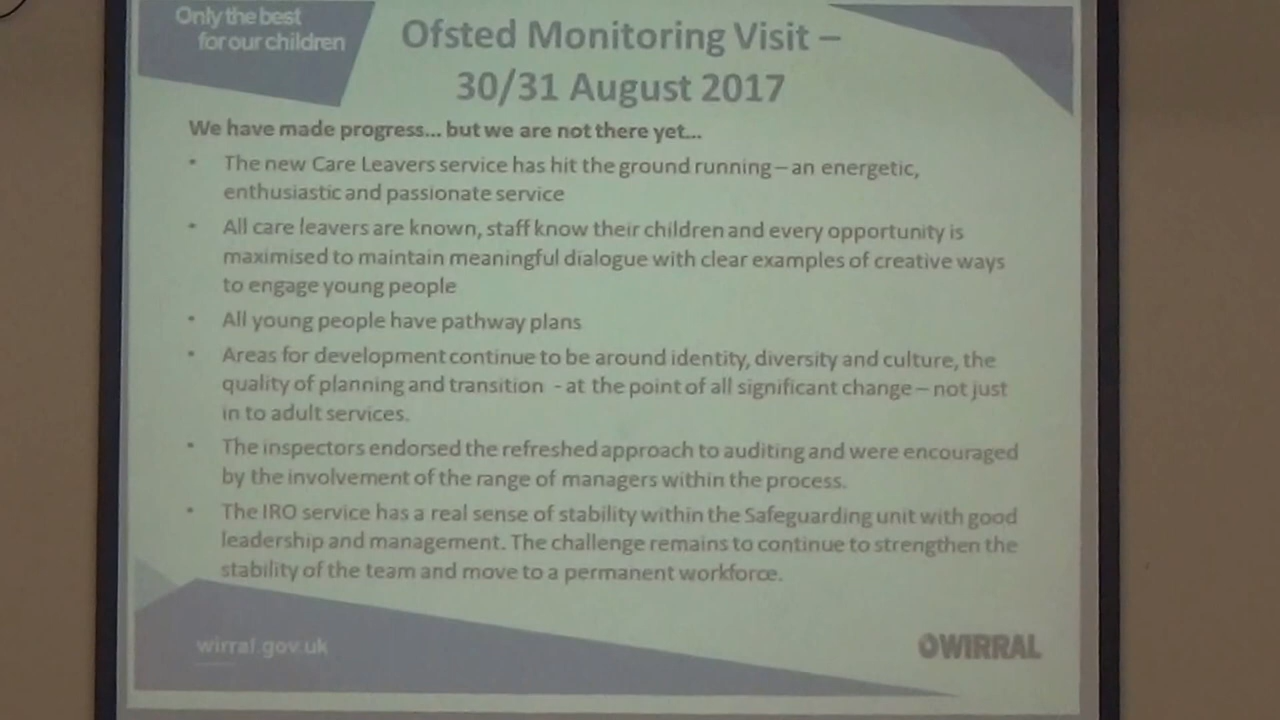 Only the best
for our children
Ofsted Monitoring Visit –
30/31 August 2017
We have made progress... but we are not there yet...
• The new Care Leavers service has hit the ground running – an energetic,
enthusiastic and passionate service
• All care leavers are known, staff know their children and every opportunity is
maximised to maintain meaningful dialogue with clear examples of creative ways
to engage young people
• All young people have pathway plans
• Areas for development continue to be around identity, diversity and culture, the
quality of planning and transition - at the point of all significant change – not just
in to adult services.
• The inspectors endorsed the refreshed approach to auditing and were encouraged
by the involvement of the range of managers within the process.
• The IRO service has a real sense of stability within the Safeguarding unit with good
leadership and management. The challenge remains to continue to strengthen the
stability of the team and move to a permanent workforce.
wirral.gov.uk
WIRRAL